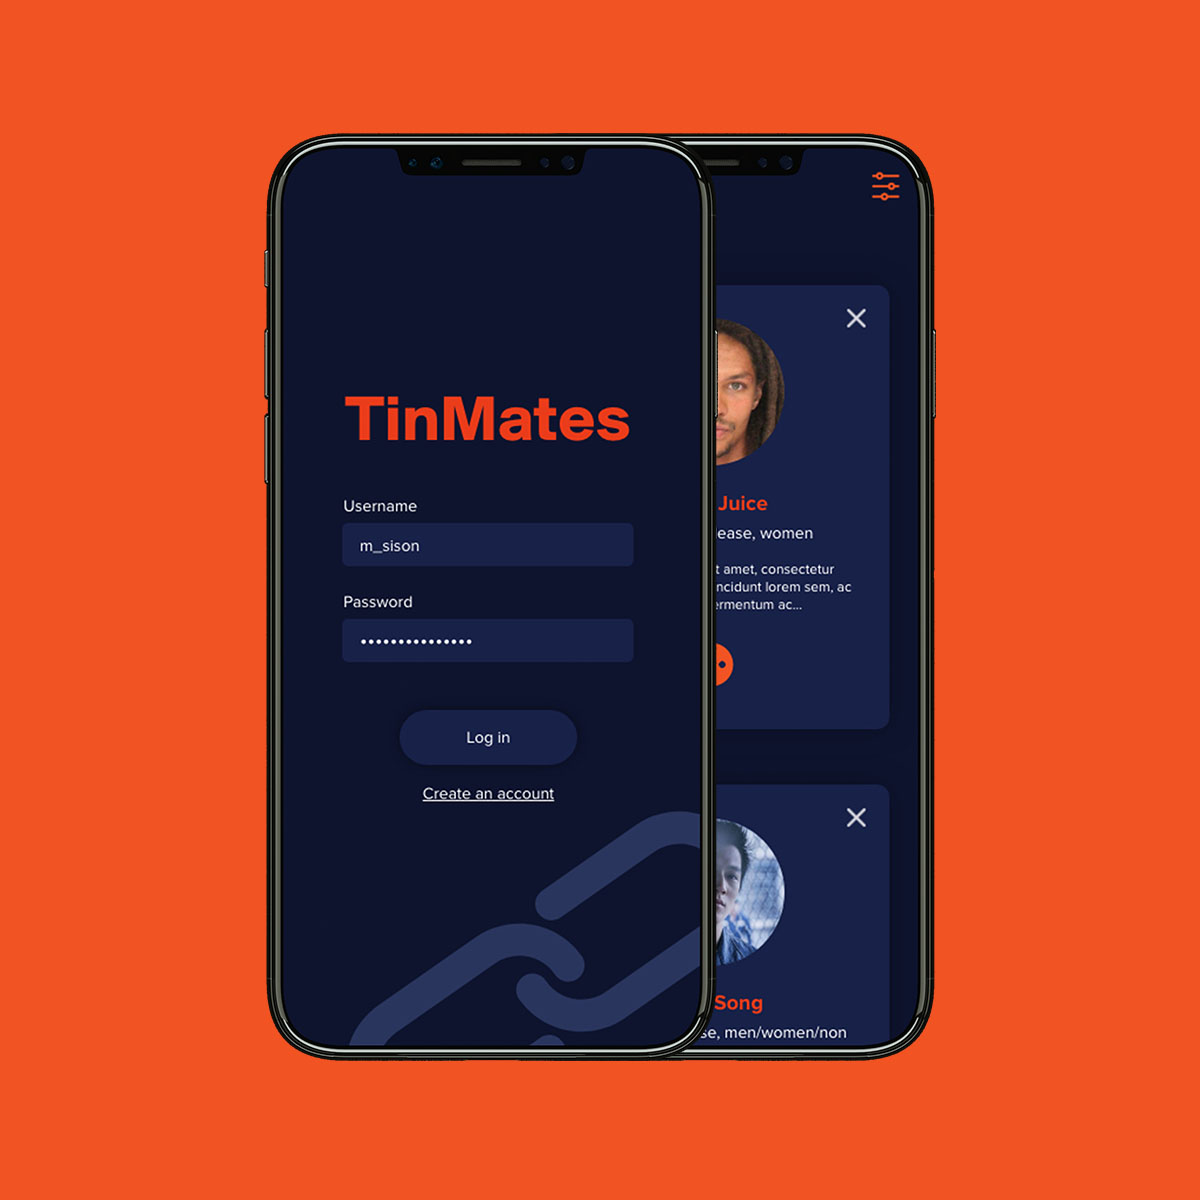 TinMates
Username
m_sison
Password
•••••••••••••••
Log in
Create an account
Juice
ease, women
t amet, consectetur
ncidunt lorem sem, ac
ermentum ac...
Song
se, men/women/non